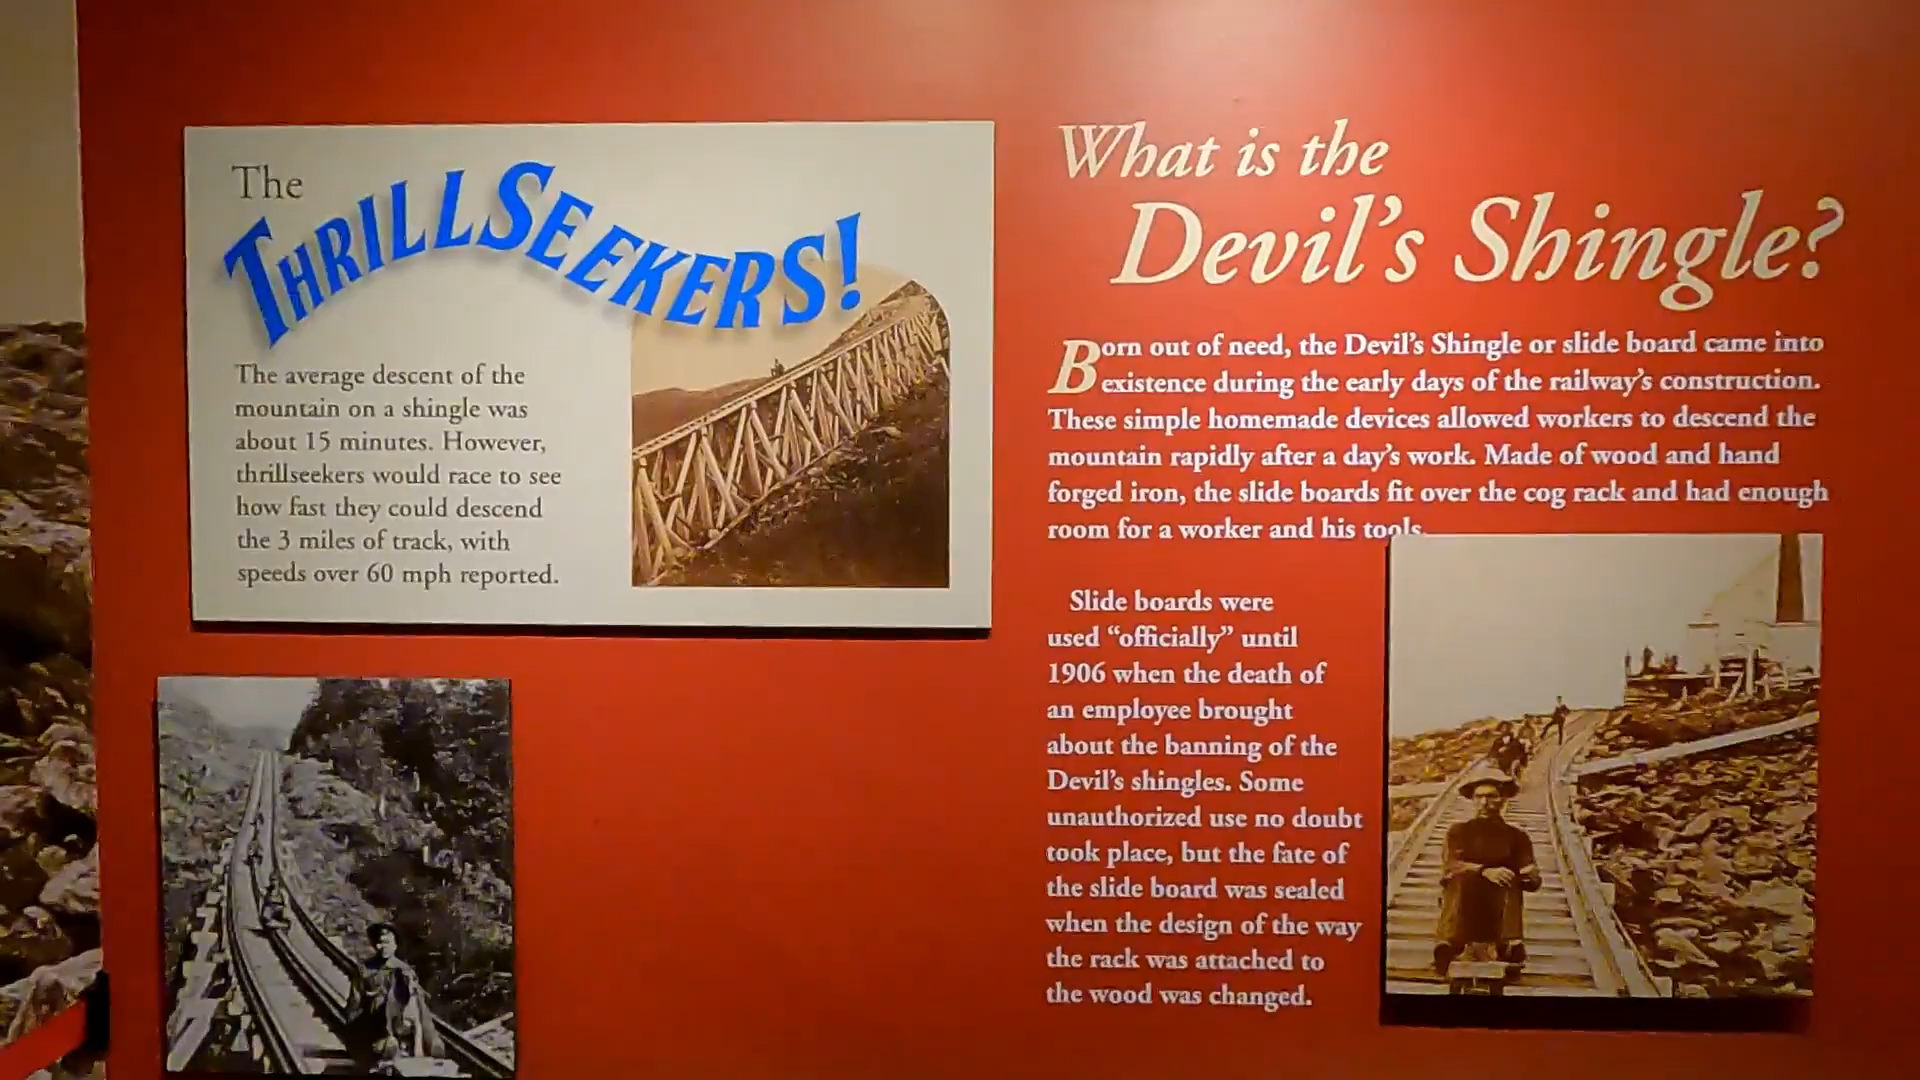 The
THRILLSEEKERS!
The average descent of the
mountain on a shingle was
about 15 minutes. However,
thrillseekers would race to see
how fast they could descend
the 3 miles of track, with
speeds over 60 mph reported.
What is the
Devil's Shingle?
Born out of need, the Devil's Shingle or slide board came into
existence during the early days of the railway's construction.
These simple homemade devices allowed workers to descend the
mountain rapidly after a day's work. Made of wood and hand
forged iron, the slide boards fit over the cog rack and had enough
room for a worker and his tools.
Slide boards were
used “officially” until
1906 when the death of
an employee brought
about the banning of the
Devil's shingles. Some
unauthorized use no doubt
took place, but the fate of
the slide board was sealed
when the design of the way
the rack was attached to
the wood was changed.